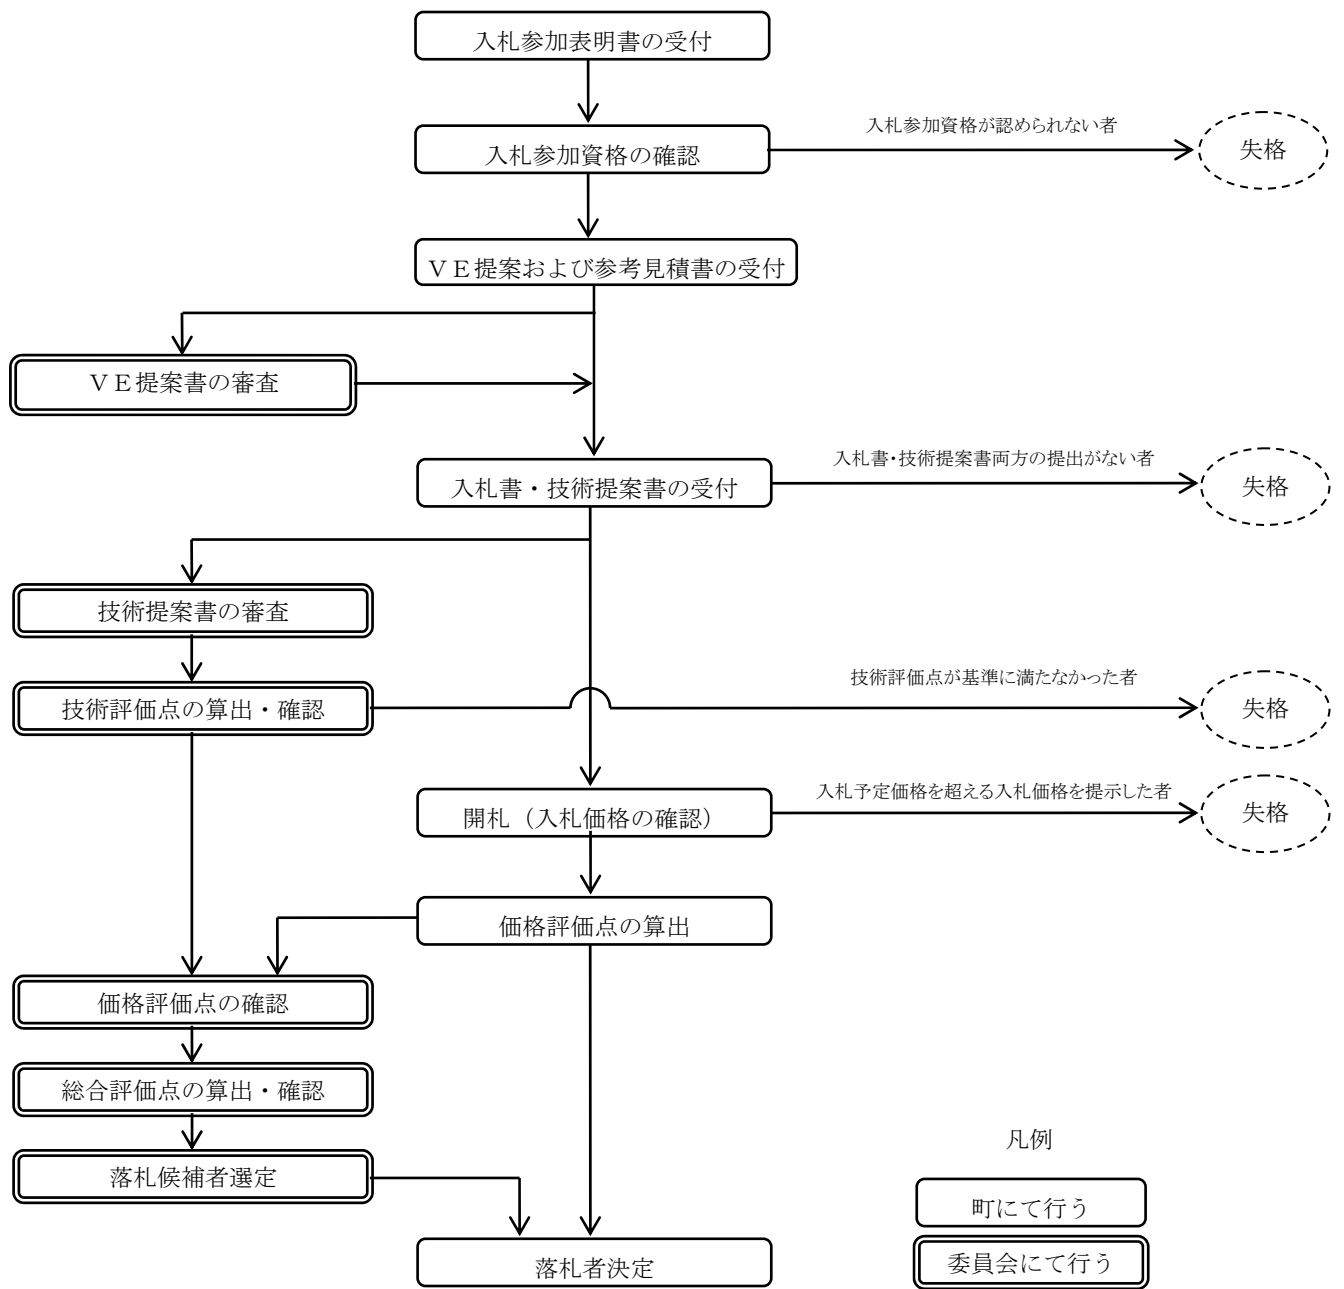 入札参加表明書の受付
入札参加資格が認められない者
入札参加資格の確認
失格
ＶＥ提案および参考見積書の受付
ＶＥ提案書の審査
入札書・技術提案書両方の提出がない者
入札書・技術提案書の受付
失格
技術提案書の審査
技術評価点が基準に満たなかった者
技術評価点の算出・確認
失格
入札予定価格を超える入札価格を提示した者
開札（入札価格の確認）
失格
価格評価点の算出
価格評価点の確認
総合評価点の算出・確認
落札候補者選定
落札者決定
凡例
町にて行う
委員会にて行う